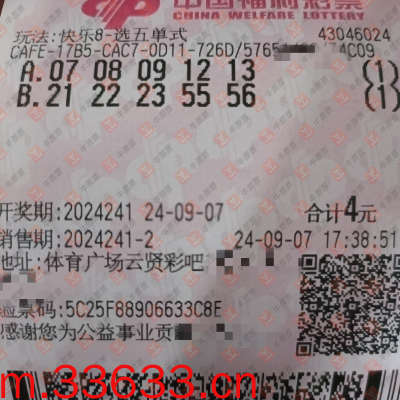 中国福利彩票
CHINA WELFARE LOTTERY
玩法:快乐8-选五单式 43046024
CAFE-17B5-CAC7-0D11-726D/5765 4C09
A.07 08 09 12 13 (1)
B.21 22 23 55 56 (1)
开奖期:2024241 24-09-07 合计4元
销售期:2024241-2 24-09-07 17:38:51
地址:体育广场云贤彩吧
验票码:5C25F88906633C8E
感谢您为公益事业贡
m.33633.cn